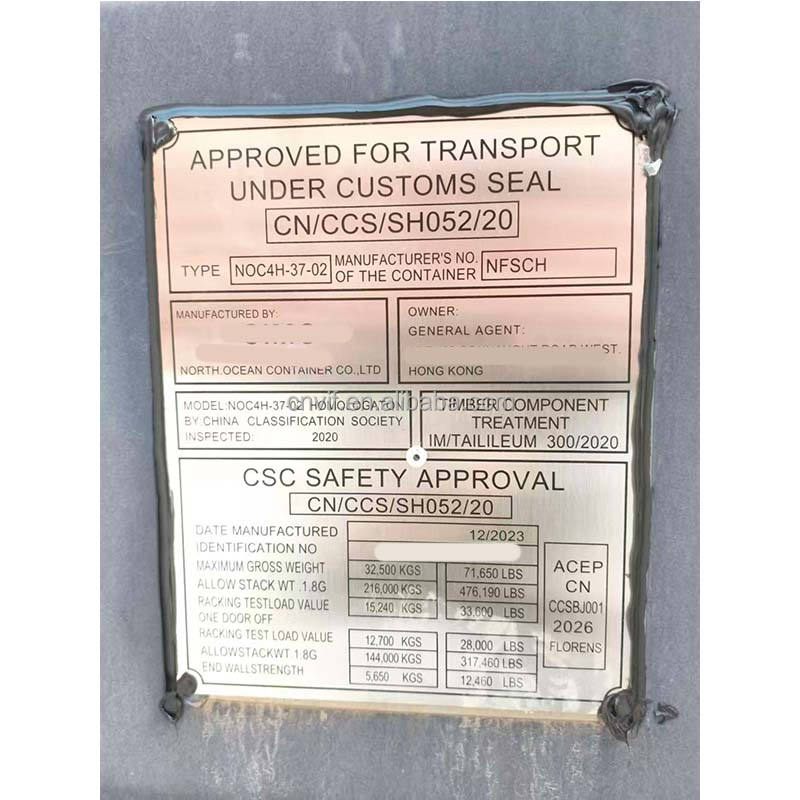 APPROVED FOR TRANSPORT
UNDER CUSTOMS SEAL
CN/CCS/SH052/20
TYPE NOC4H-37-02 MANUFACTURER'S NO. OF THE CONTAINER NFSCH
MANUFACTURED BY:
NORTH.OCEAN CONTAINER CO.,LTD
OWNER:
GENERAL AGENT:
ROAD WEST.
HONG KONG
MODEL:NOC4H-37-02 HOMOLOGATO
BY:CHINA CLASSIFICATION SOCIETY
INSPECTED: 2020
TIMBER COMPONENT
TREATMENT
IM/TAILILEUM 300/2020
CSC SAFETY APPROVAL
CN/CCS/SH052/20
DATE MANUFACTURED 12/2023
IDENTIFICATION NO
MAXIMUM GROSS WEIGHT 32,500 KGS 71,650 LBS
ALLOW STACK WT .1.8G 216,000 KGS 476,190 LBS
RACKING TESTLOAD VALUE 15,240 KGS 33,600 LBS
ONE DOOR OFF
RACKING TEST LOAD VALUE 12,700 KGS 28,000 LBS
ALLOWSTACKWT 1.8G 144,000 KGS 317,460 LBS
END WALLSTRENGTH 5,650 KGS 12,460 LBS
ACEP
CN
CCSBJ001
2026
FLORENS